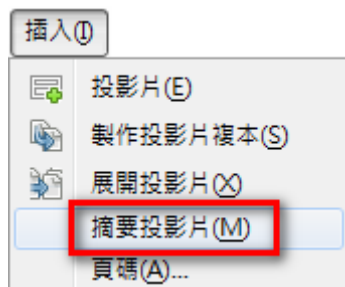 插入(I)
投影片(E)
製作投影片複本(S)
展開投影片(X)
摘要投影片(M)
頁碼(A)...